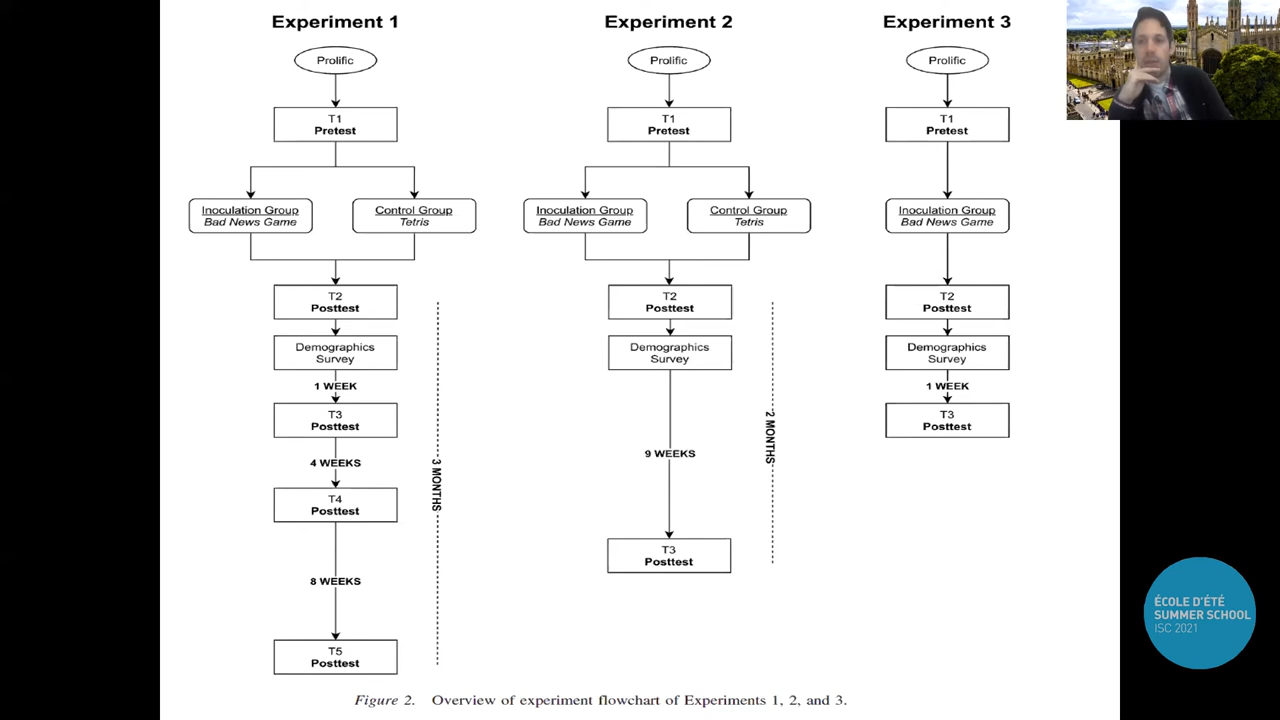 Experiment 1
Prolific
T1
Pretest
Inoculation Group
Bad News Game
Control Group
Tetris
T2
Posttest
Demographics
Survey
1 WEEK
T3
Posttest
4 WEEKS
T4
Posttest
8 WEEKS
T5
Posttest
3 MONTHS
Experiment 2
Prolific
T1
Pretest
Inoculation Group
Bad News Game
Control Group
Tetris
T2
Posttest
Demographics
Survey
9 WEEKS
T3
Posttest
2 MONTHS
Experiment 3
Prolific
T1
Pretest
Inoculation Group
Bad News Game
T2
Posttest
Demographics
Survey
1 WEEK
T3
Posttest
Figure 2. Overview of experiment flowchart of Experiments 1, 2, and 3.
ÉCOLE D'ÉTÉ
SUMMER SCHOOL
ISC 2021